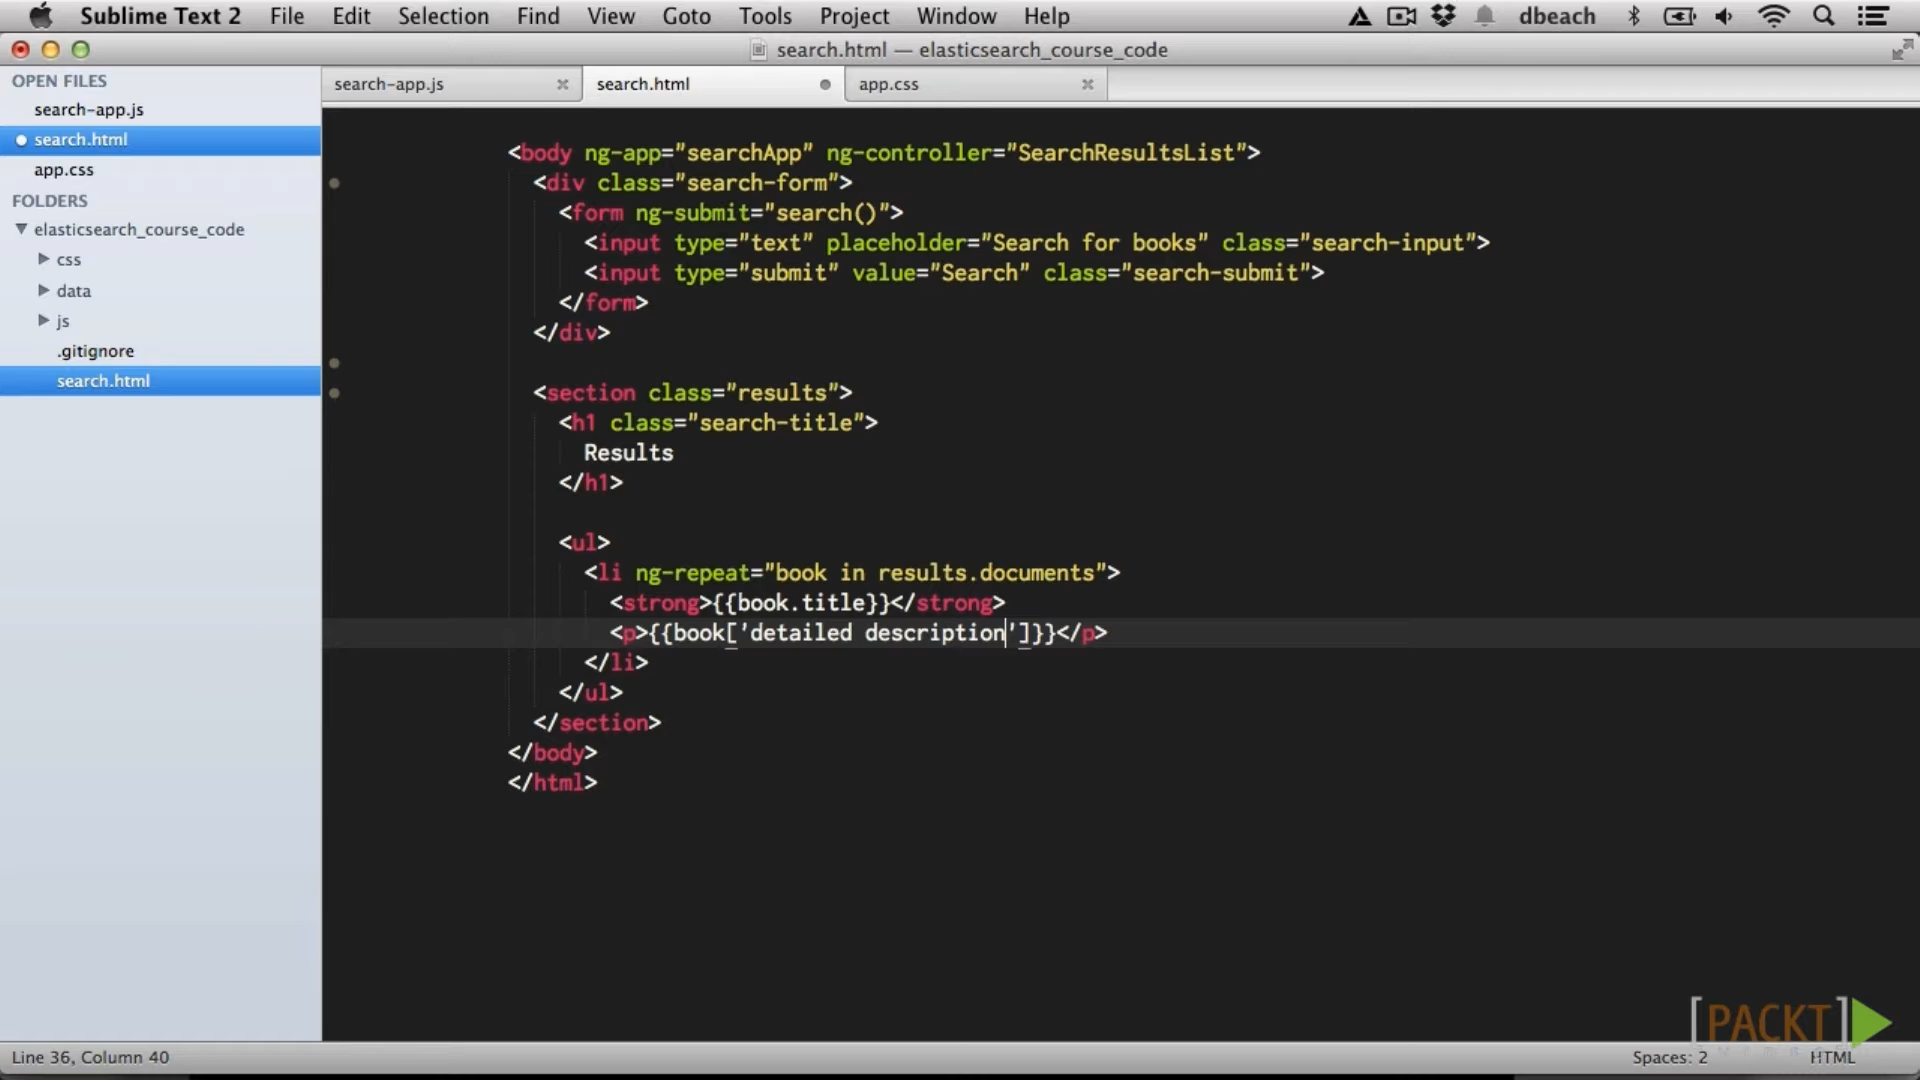 Sublime Text 2 File Edit Selection Find View Goto Tools Project Window Help dbeach
search.html — elasticsearch_course_code
OPEN FILES
search-app.js
search.html
app.css
FOLDERS
elasticsearch_course_code
css
data
js
.gitignore
search.html
search-app.js search.html app.css
<body ng-app="searchApp" ng-controller="SearchResultsList">
<div class="search-form">
<form ng-submit="search()">
<input type="text" placeholder="Search for books" class="search-input">
<input type="submit" value="Search" class="search-submit">
</form>
</div>
<section class="results">
<h1 class="search-title">
Results
</h1>
<ul>
<li ng-repeat="book in results.documents">
<strong>{{book.title}}</strong>
<p>{{book['detailed description']}}</p>
</li>
</ul>
</section>
</body>
</html>
[PACKT]
Line 36, Column 40 Spaces: 2 HTML